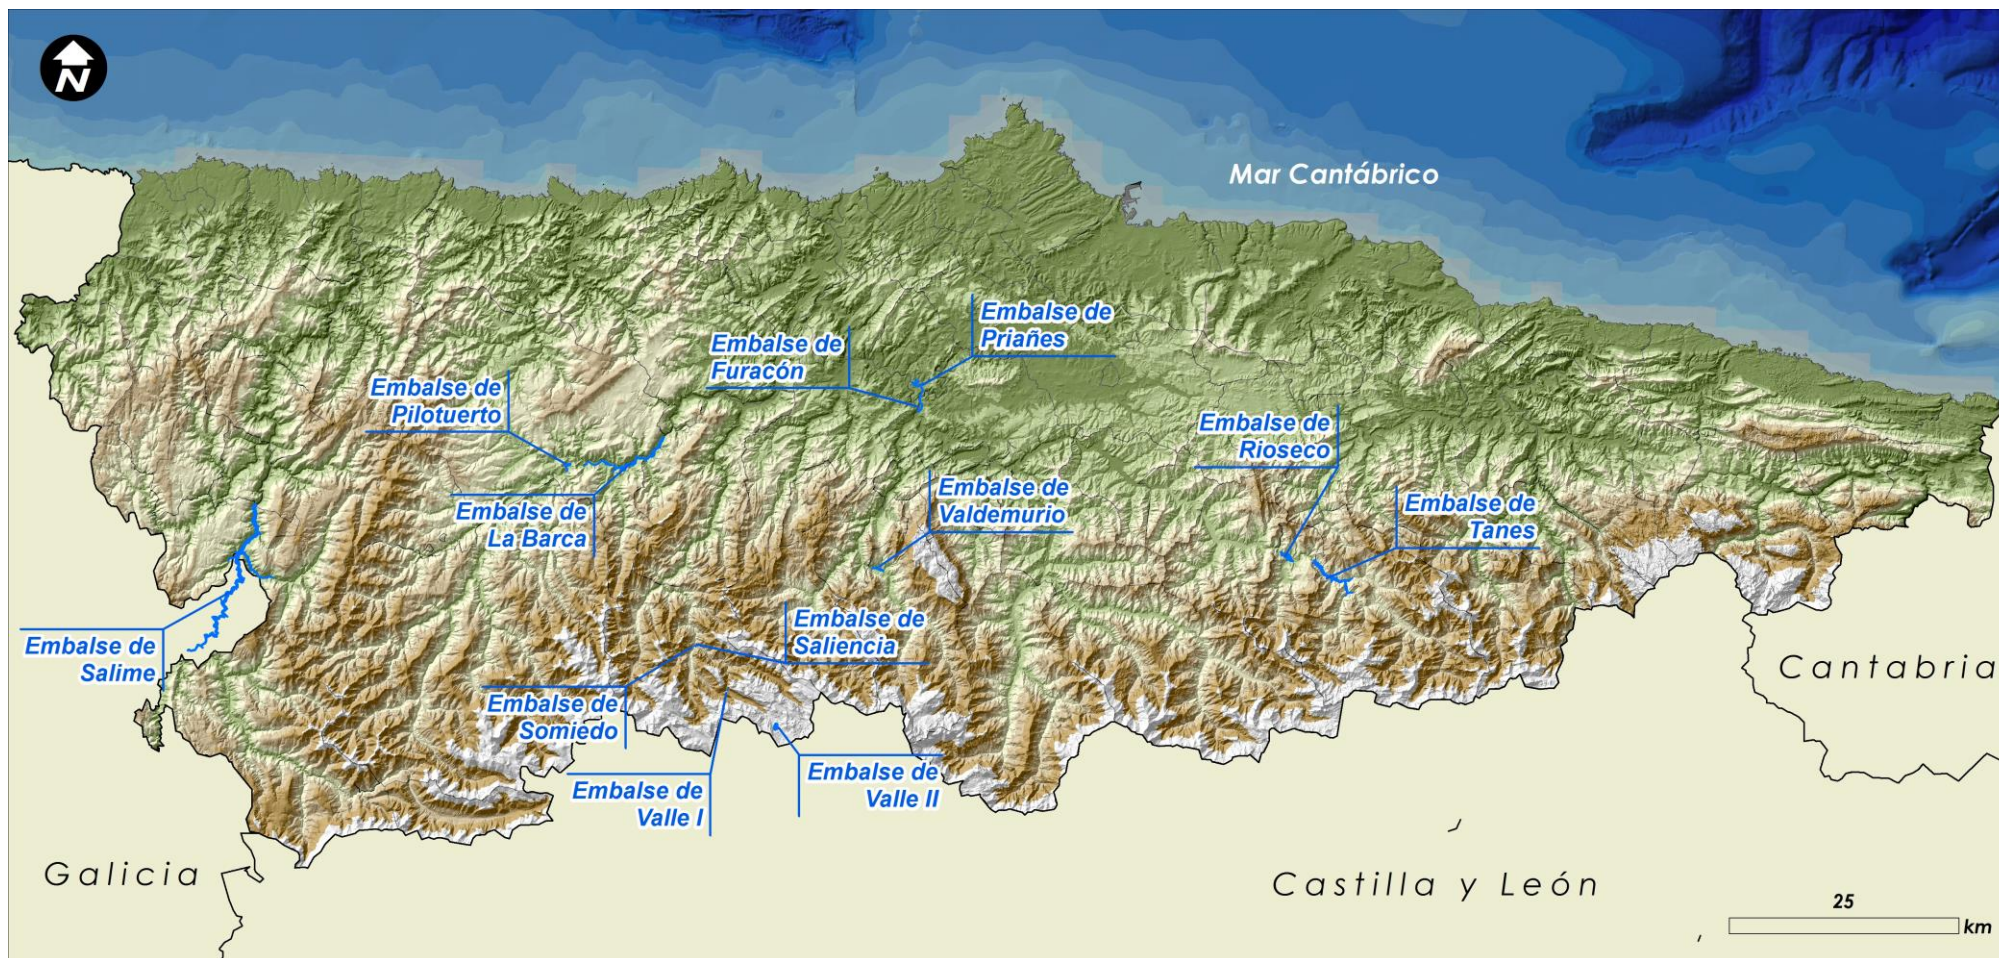 N
Mar Cantábrico
Embalse de
Priañes
Embalse de
Furacón
Embalse de
Pilotuerto
Embalse de
Rioseco
Embalse de
Valdemurio
Embalse de
Tanes
Embalse de
La Barca
Embalse de
Saliencia
Embalse de
Salime
Cantabria
Embalse de
Somiedo
Embalse de
Valle II
Embalse de
Valle I
Galicia
Castilla y León
25
km